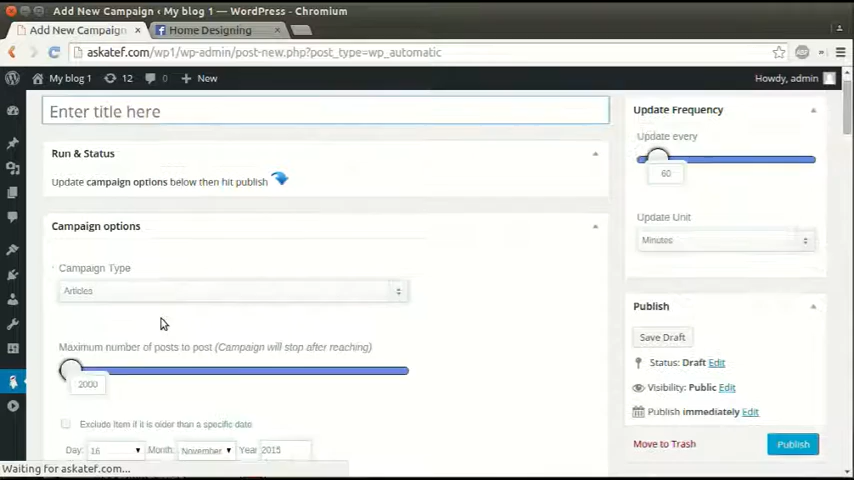 Add New Campaign ‹ My blog 1 — WordPress - Chromium
Add New Campaign
Home Designing
askatef.com/wp1/wp-admin/post-new.php?post_type=wp_automatic
My blog 1
12
0
New
Howdy, admin
Enter title here
Run & Status
Update campaign options below then hit publish
Campaign options
Campaign Type
Articles
Maximum number of posts to post (Campaign will stop after reaching)
2000
Exclude Item if it is older than a specific date
Day: 16 Month: November Year 2015
Update Frequency
Update every
60
Update Unit
Minutes
Publish
Save Draft
Status: Draft Edit
Visibility: Public Edit
Publish immediately Edit
Move to Trash
Publish
Waiting for askatef.com...